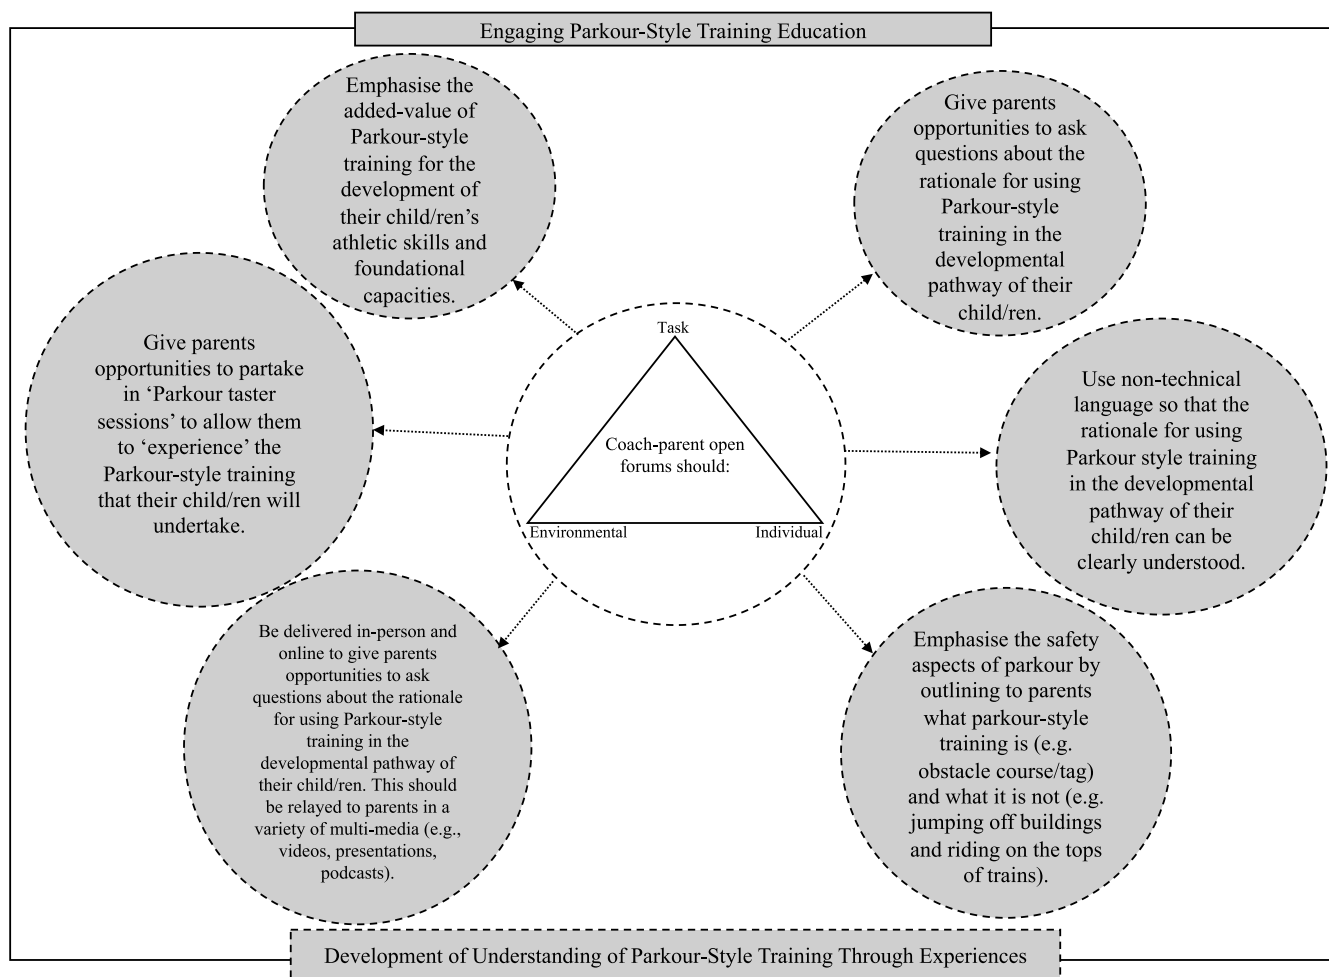 Engaging Parkour-Style Training Education
Emphasise the
added-value of
Parkour-style
training for the
development of
their child/ren’s
athletic skills and
foundational
capacities.
Give parents
opportunities to ask
questions about the
rationale for using
Parkour-style
training in the
developmental
pathway of their
child/ren.
Give parents
opportunities to partake
in ‘Parkour taster
sessions’ to allow them
to ‘experience’ the
Parkour-style training
that their child/ren will
undertake.
Task
Coach-parent open
forums should:
Environmental
Individual
Use non-technical
language so that the
rationale for using
Parkour style training
in the developmental
pathway of their
child/ren can be
clearly understood.
Be delivered in-person and
online to give parents
opportunities to ask
questions about the rationale
for using Parkour-style
training in the
developmental pathway of
their child/ren. This should
be relayed to parents in a
variety of multi-media (e.g.,
videos, presentations,
podcasts).
Emphasise the safety
aspects of parkour by
outlining to parents
what parkour-style
training is (e.g.
obstacle course/tag)
and what it is not (e.g.
jumping off buildings
and riding on the tops
of trains).
Development of Understanding of Parkour-Style Training Through Experiences